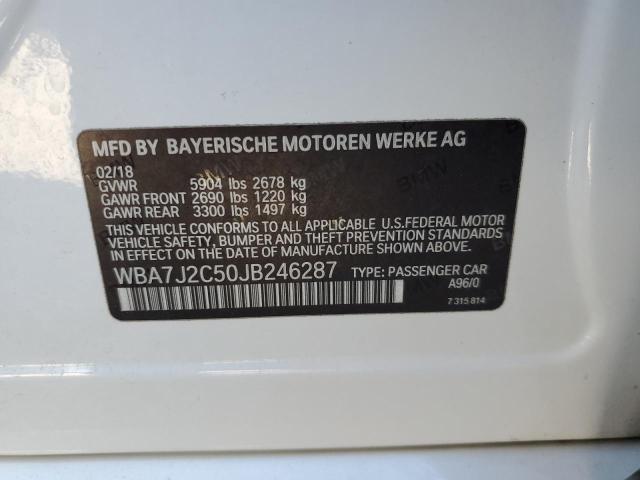 MFD BY BAYERISCHE MOTOREN WERKE AG
02/18
GVWR 5904 lbs 2678 kg
GAWR FRONT 2690 lbs 1220 kg
GAWR REAR 3300 lbs 1497 kg
THIS VEHICLE CONFORMS TO ALL APPLICABLE U.S.FEDERAL MOTOR
VEHICLE SAFETY, BUMPER AND THEFT PREVENTION STANDARDS
IN EFFECT ON THE DATE OF MANUFACTURE SHOWN ABOVE.
WBA7J2C50JB246287 TYPE: PASSENGER CAR
A96/0
7 315 814